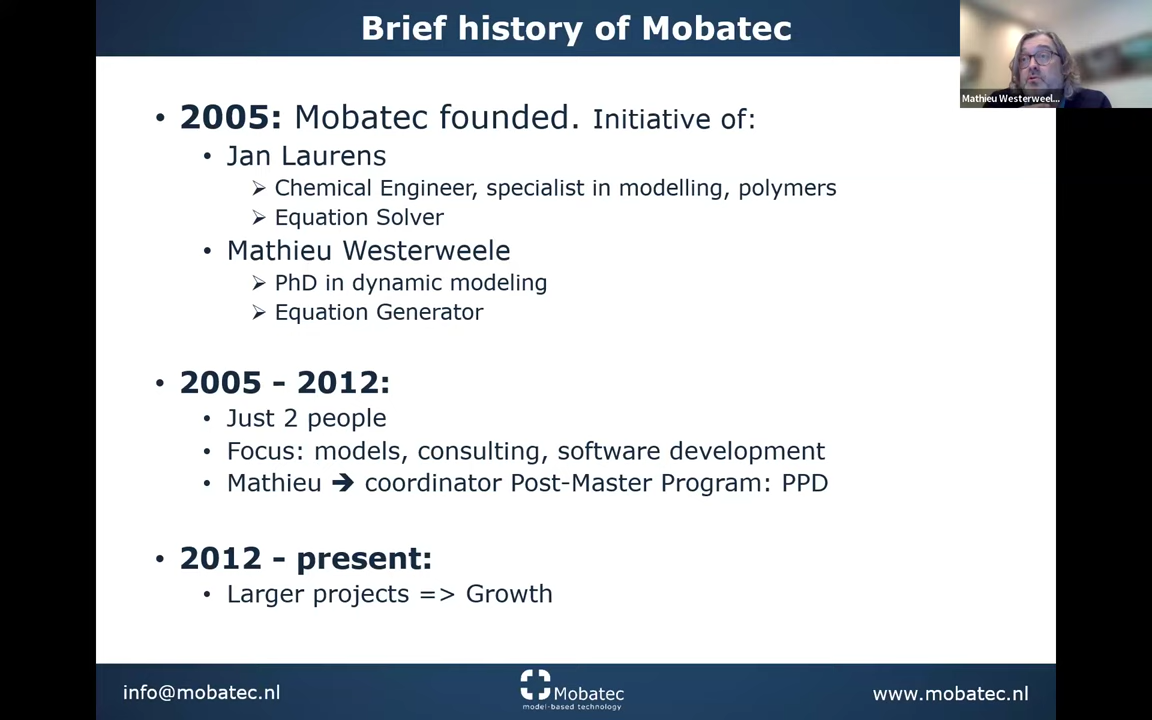 Brief history of Mobatec
Mathieu Westerweel...
• 2005: Mobatec founded. Initiative of:
• Jan Laurens
➢ Chemical Engineer, specialist in modelling, polymers
➢ Equation Solver
• Mathieu Westerweele
➢ PhD in dynamic modeling
➢ Equation Generator
• 2005 - 2012:
• Just 2 people
• Focus: models, consulting, software development
• Mathieu ➔ coordinator Post-Master Program: PPD
• 2012 - present:
• Larger projects => Growth
info@mobatec.nl
Mobatec
model-based technology
www.mobatec.nl